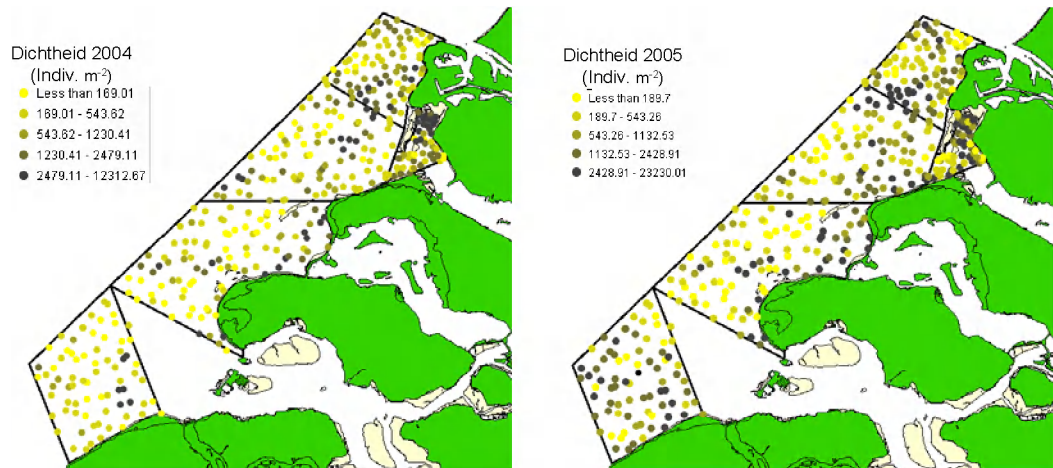 Dichtheid 2004
(Indiv. m-2)
Less than 169.01
169.01 - 543.62
543.62 - 1230.41
1230.41 - 2479.11
2479.11 - 12312.67
Dichtheid 2005
(Indiv. m-2)
Less than 189.7
189.7 - 543.26
543.26 - 1132.53
1132.53 - 2428.91
2428.91 - 23230.01